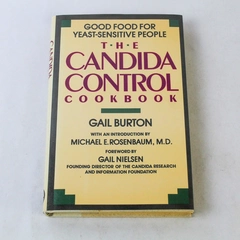 GOOD FOOD FOR
YEAST-SENSITIVE PEOPLE
THE
CANDIDA
CONTROL
COOKBOOK
GAIL BURTON
WITH AN INTRODUCTION BY
MICHAEL E. ROSENBAUM, M.D.
FOREWORD BY
GAIL NIELSEN
FOUNDING DIRECTOR OF THE CANDIDA RESEARCH
AND INFORMATION FOUNDATION